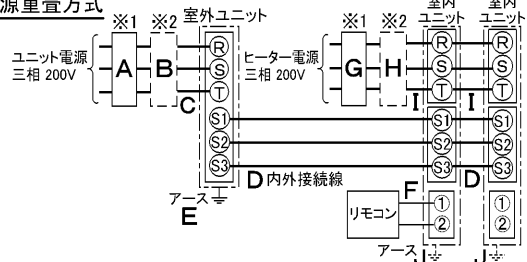 源重畳方式
※1 ※2 室外ユニット
ユニット電源
三相 200V
A B C
R
S
T
S1
S2
S3
アース
E
D 内外接続線
※1 ※2
ヒーター電源
三相 200V
G H I I
室内
ユニット
R
S
T
S1
S2
S3
①
②
室内
ユニット
R
S
T
S1
S2
S3
①
②
D
F
リモコン
アース J J